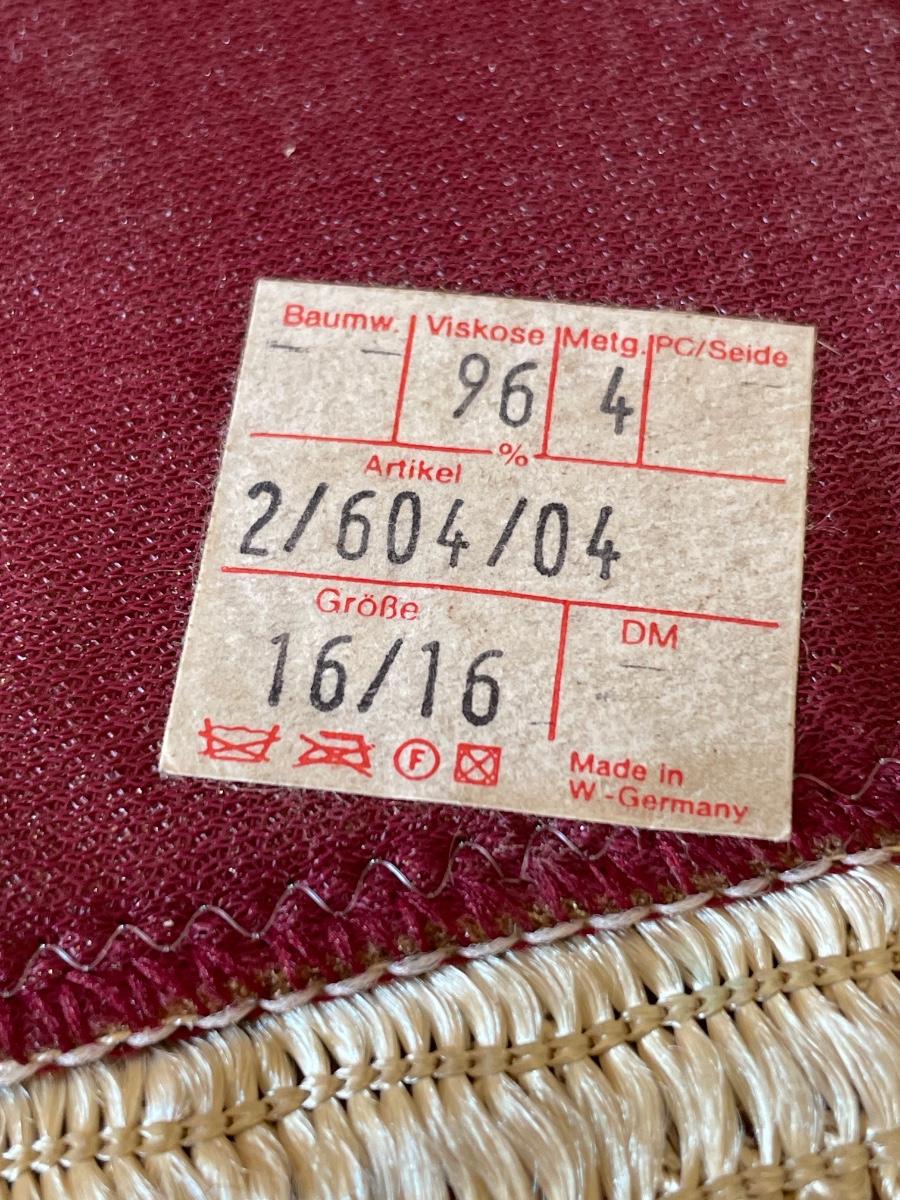 Baumw. Viskose Metg. PC/Seide
— — 96 4 —
%
Artikel
2/604/04
Größe DM
16/16 —
F
Made in
W.-Germany